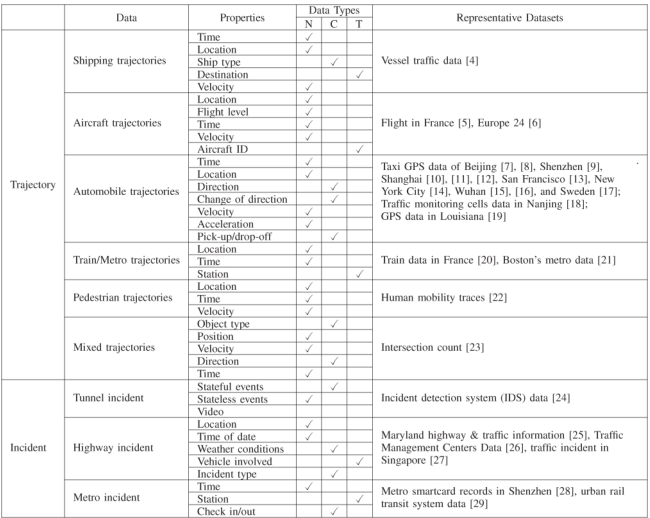 Data Properties Data Types Representative Datasets
N C T
Trajectory
Shipping trajectories
Time ✓
Location ✓
Ship type ✓
Destination ✓
Velocity ✓
Vessel traffic data [4]
Aircraft trajectories
Location ✓
Flight level ✓
Time ✓
Velocity ✓
Aircraft ID ✓
Flight in France [5], Europe 24 [6]
Automobile trajectories
Time ✓
Location ✓
Direction ✓
Change of direction ✓
Velocity ✓
Acceleration ✓
Pick-up/drop-off ✓
Taxi GPS data of Beijing [7], [8], Shenzhen [9],
Shanghai [10], [11], [12], San Francisco [13], New
York City [14], Wuhan [15], [16], and Sweden [17];
Traffic monitoring cells data in Nanjing [18];
GPS data in Louisiana [19]
Train/Metro trajectories
Location ✓
Time ✓
Station ✓
Train data in France [20], Boston's metro data [21]
Pedestrian trajectories
Location ✓
Time ✓
Velocity ✓
Human mobility traces [22]
Mixed trajectories
Object type ✓
Position ✓
Velocity ✓
Direction ✓
Time ✓
Intersection count [23]
Incident
Tunnel incident
Stateful events ✓
Stateless events ✓
Video
Incident detection system (IDS) data [24]
Highway incident
Location ✓
Time of date ✓
Weather conditions ✓
Vehicle involved ✓
Incident type ✓
Maryland highway & traffic information [25], Traffic
Management Centers Data [26], traffic incident in
Singapore [27]
Metro incident
Time ✓
Station ✓
Check in/out ✓
Metro smartcard records in Shenzhen [28], urban rail
transit system data [29]